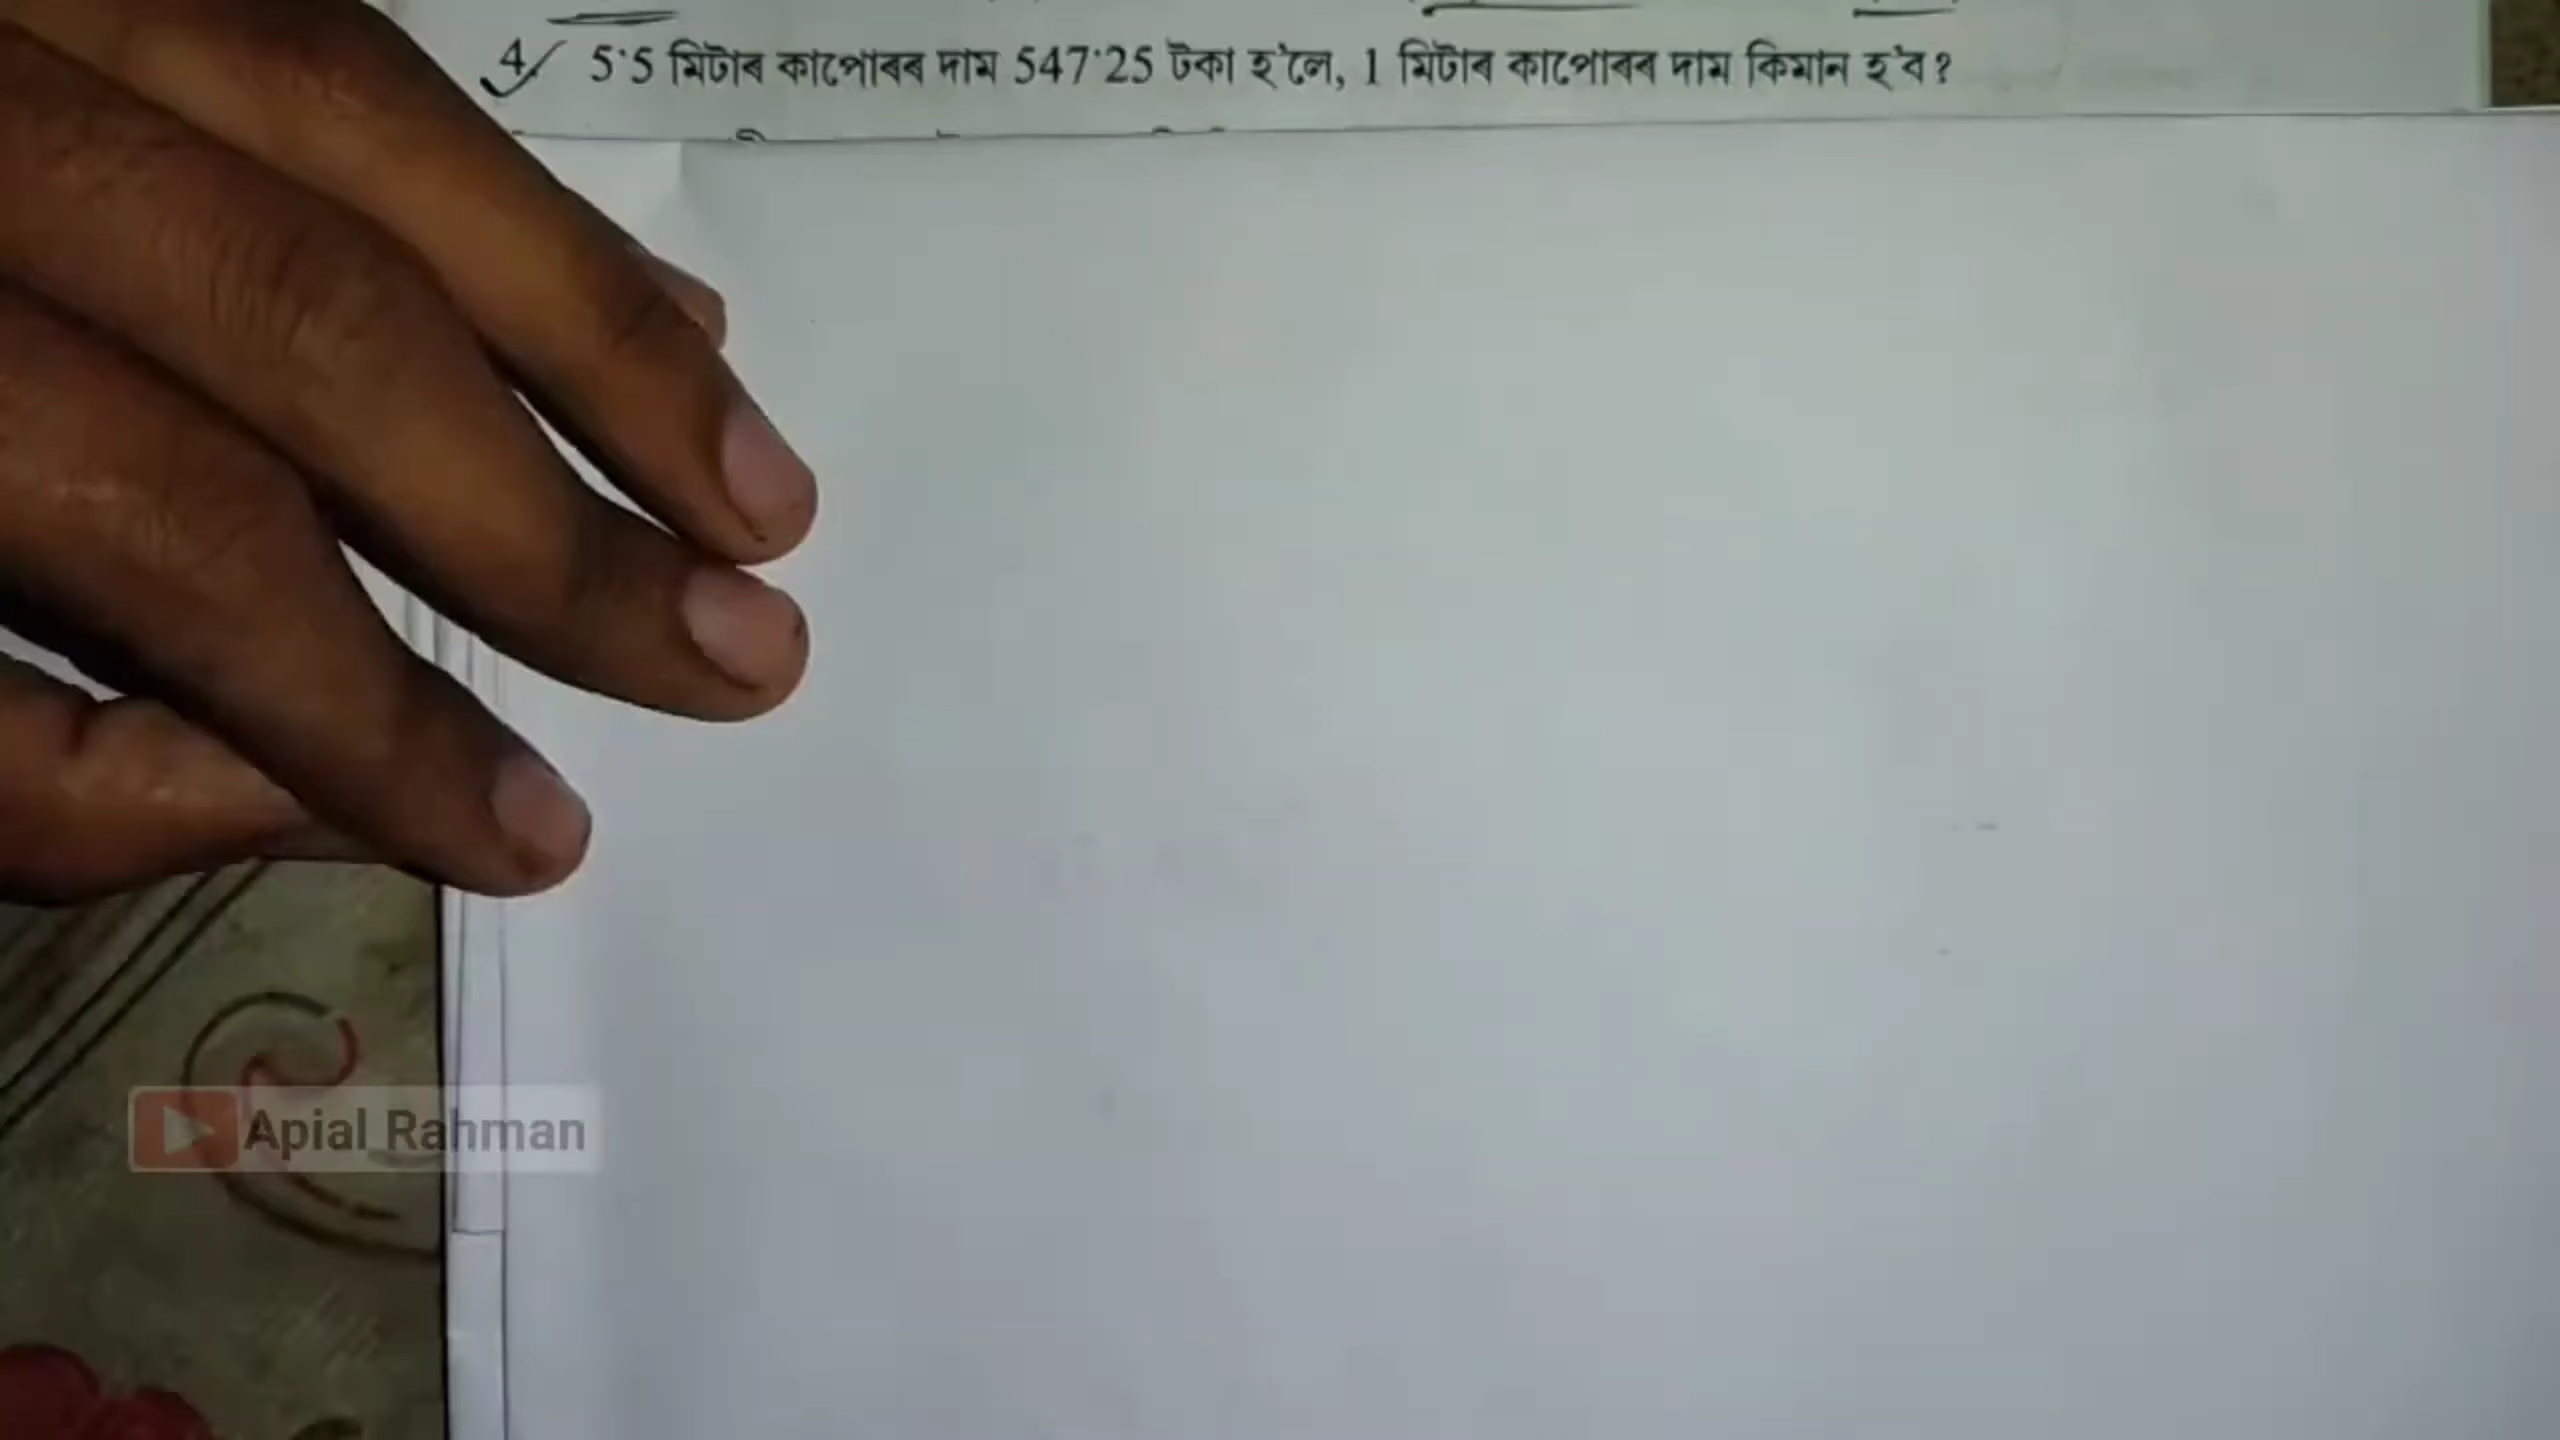 4. 5·5 মিটাৰ কাপোৰৰ দাম 547·25 টকা হ'লে, 1 মিটাৰ কাপোৰৰ দাম কিমান হ'ব?
Apial Rahman